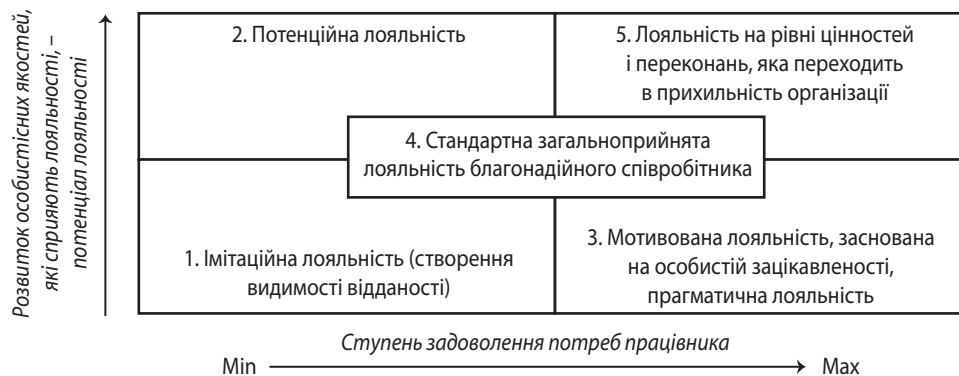 Розвиток особистісних якостей,
які сприяють лояльності, –
потенціал лояльності
2. Потенційна лояльність
5. Лояльність на рівні цінностей
і переконань, яка переходить
в прихильність організації
4. Стандартна загальноприйнята
лояльність благонадійного співробітника
1. Імітаційна лояльність (створення
видимості відданості)
3. Мотивована лояльність, заснована
на особистій зацікавленості,
прагматична лояльність
Ступень задоволення потреб працівника
Min
Max